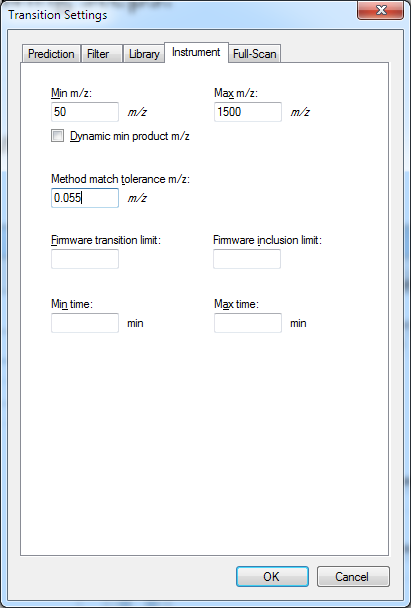 Transition Settings
Prediction Filter Library Instrument Full-Scan
Min m/z: Max m/z:
50 m/z 1500 m/z
Dynamic min product m/z
Method match tolerance m/z:
0.055 m/z
Firmware transition limit: Firmware inclusion limit:
Min time: Max time:
min min
OK Cancel